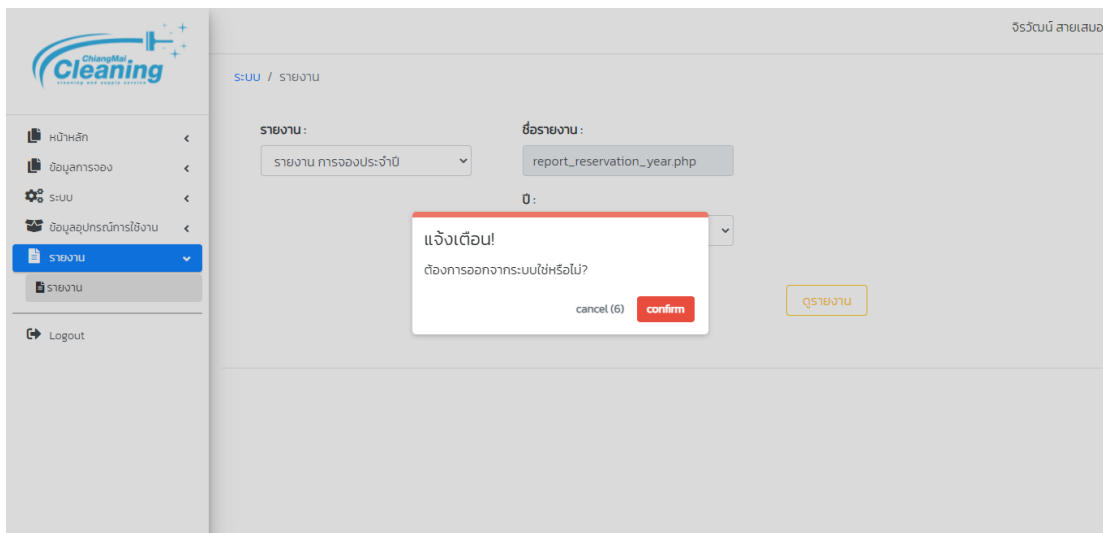 จิรวัฒน์ สายเสมอ
ChiangMai
Cleaning
cleaning and supply service
ระบบ / รายงาน
หน้าหลัก
ข้อมูลการจอง
ระบบ
ข้อมูลอุปกรณ์การใช้งาน
รายงาน
รายงาน
Logout
รายงาน :
ชื่อรายงาน :
รายงาน การจองประจำปี
report_reservation_year.php
ปี :
แจ้งเตือน!
ต้องการออกจากระบบใช่หรือไม่?
cancel (6) confirm
ดูรายงาน